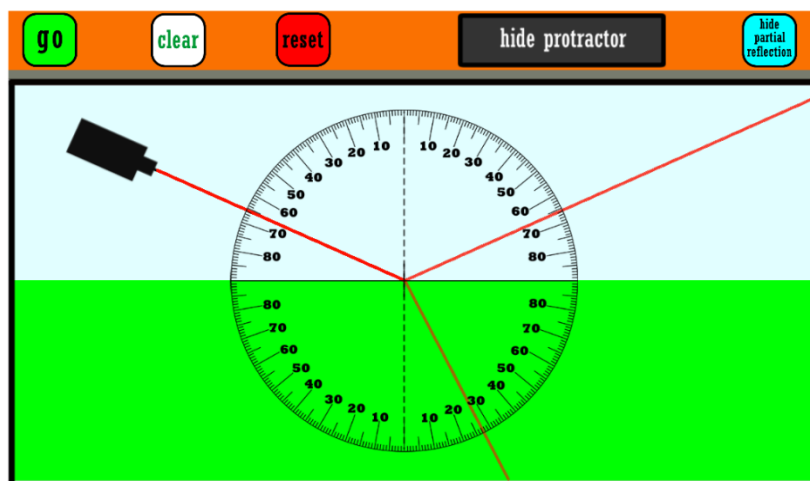 go
clear
reset
hide protractor
hide
partial
reflection
10 10
20 20
30 30
40 40
50 50
60 60
70 70
80 80
80 80
70 70
60 60
50 50
40 40
30 30
20 20
10 10